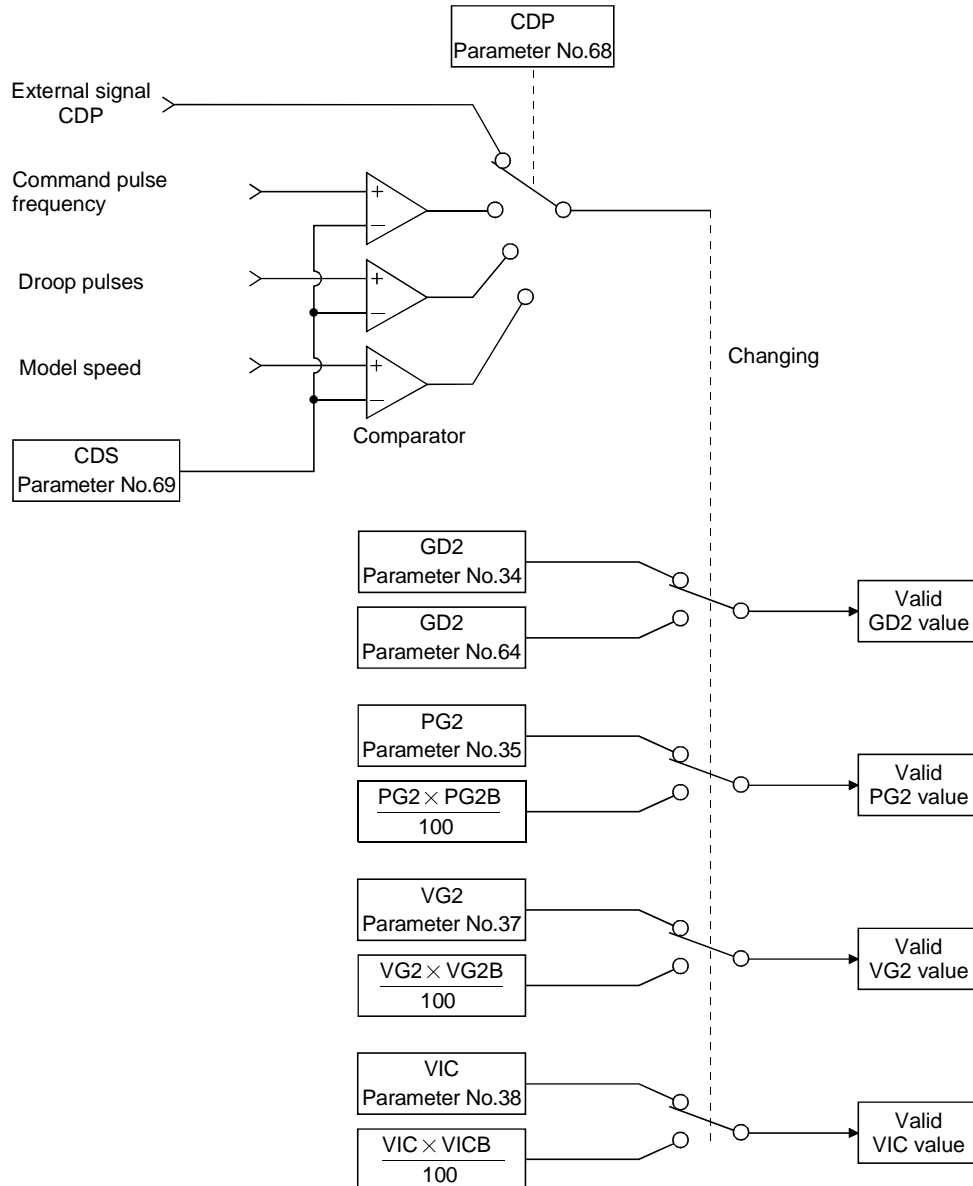 CDP
Parameter No.68
External signal
CDP
Command pulse
frequency
+
−
Droop pulses
+
−
Model speed
+
−
Changing
Comparator
CDS
Parameter No.69
GD2
Parameter No.34
GD2
Parameter No.64
Valid
GD2 value
PG2
Parameter No.35
PG2 × PG2B
100
Valid
PG2 value
VG2
Parameter No.37
VG2 × VG2B
100
Valid
VG2 value
VIC
Parameter No.38
VIC × VICB
100
Valid
VIC value